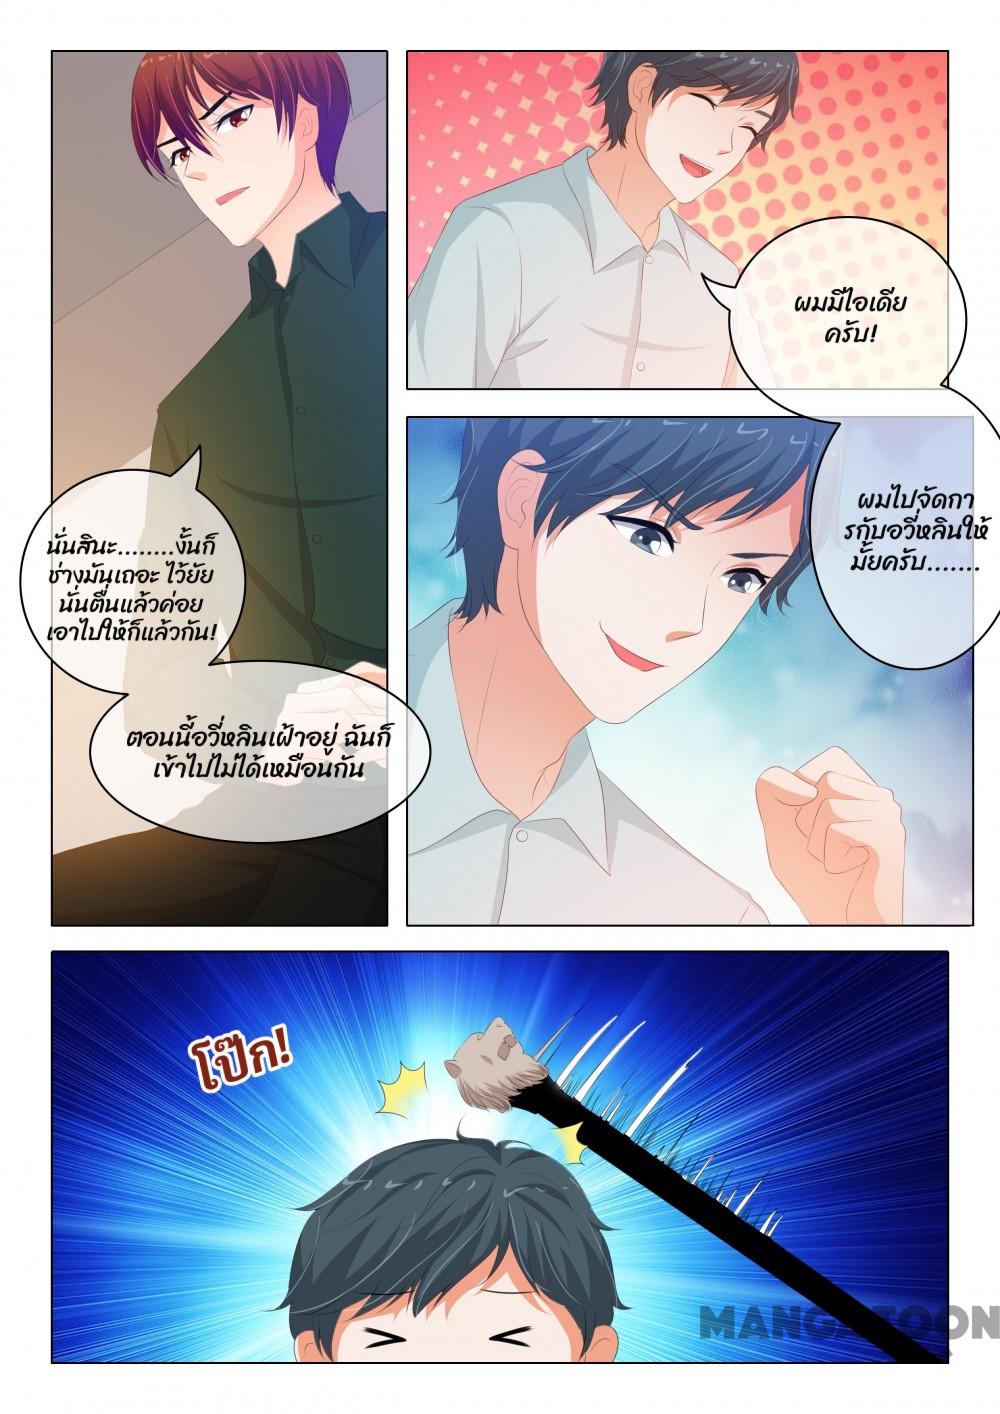 นั่นสินะ........งั้นก็
ช่างมันเถอะ ไว้ยัย
นั่นตื่นแล้วค่อย
เอาไปให้ก็แล้วกัน!
ตอนนี้อวี่หลินเฝ้าอยู่ ฉันก็
เข้าไปไม่ได้เหมือนกัน
ผมมีไอเดีย
ครับ!
ผมไปจัดกา
รกับอวี่หลินให้
มั้ยครับ.......
โป๊ก!
MANGATOON